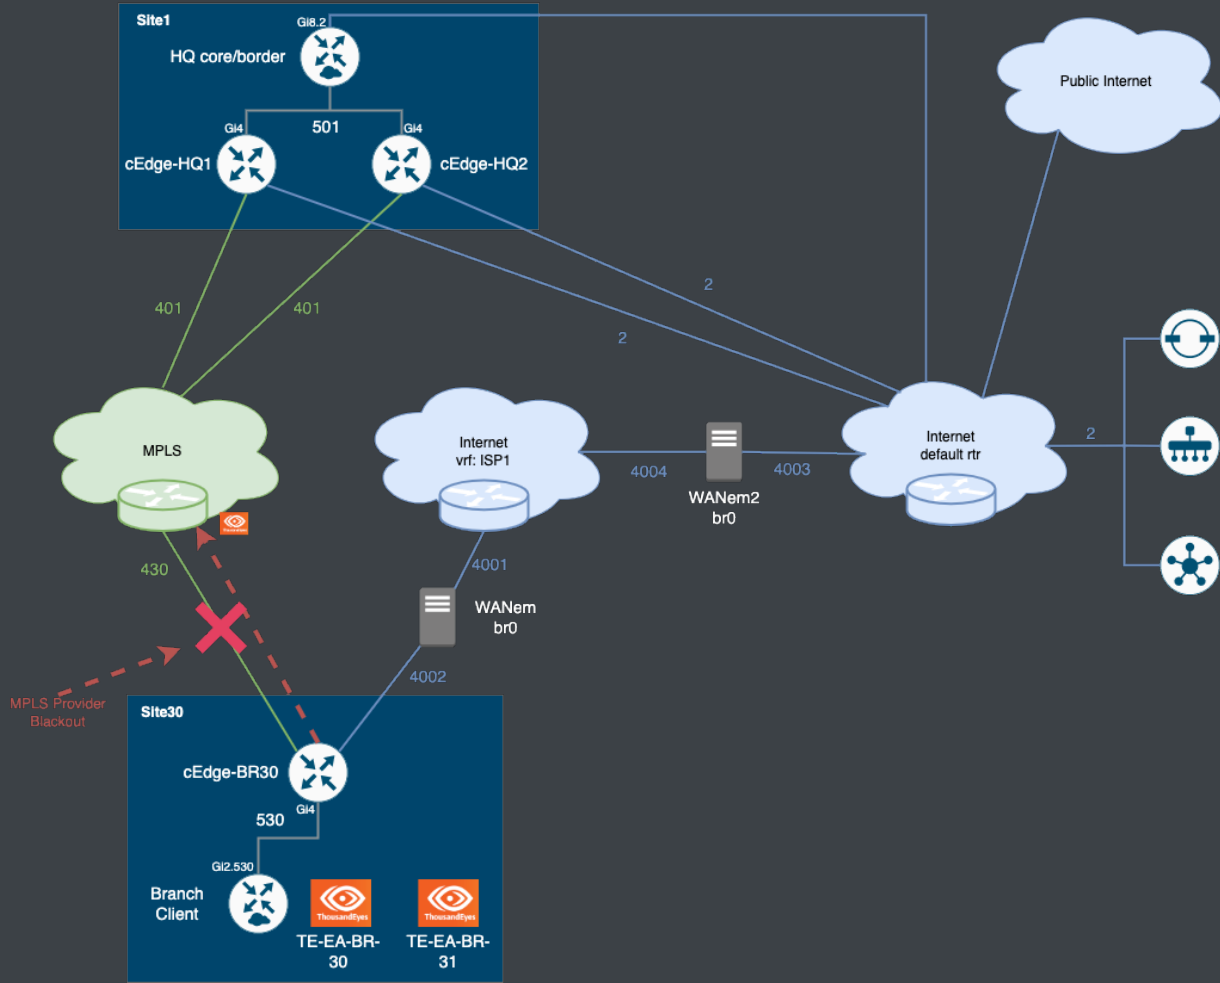 Site1
Gi8.2
HQ core/border
501
Gi4
Gi4
cEdge-HQ1
cEdge-HQ2
Public Internet
2
2
401
401
MPLS
Internet
vrf: ISP1
Internet
default rtr
2
4004
4003
WANem2
br0
430
4001
WANem
br0
4002
MPLS Provider
Blackout
Site30
cEdge-BR30
Gi4
530
Gi2.530
Branch
Client
ThousandEyes
ThousandEyes
TE-EA-BR-
30
TE-EA-BR-
31